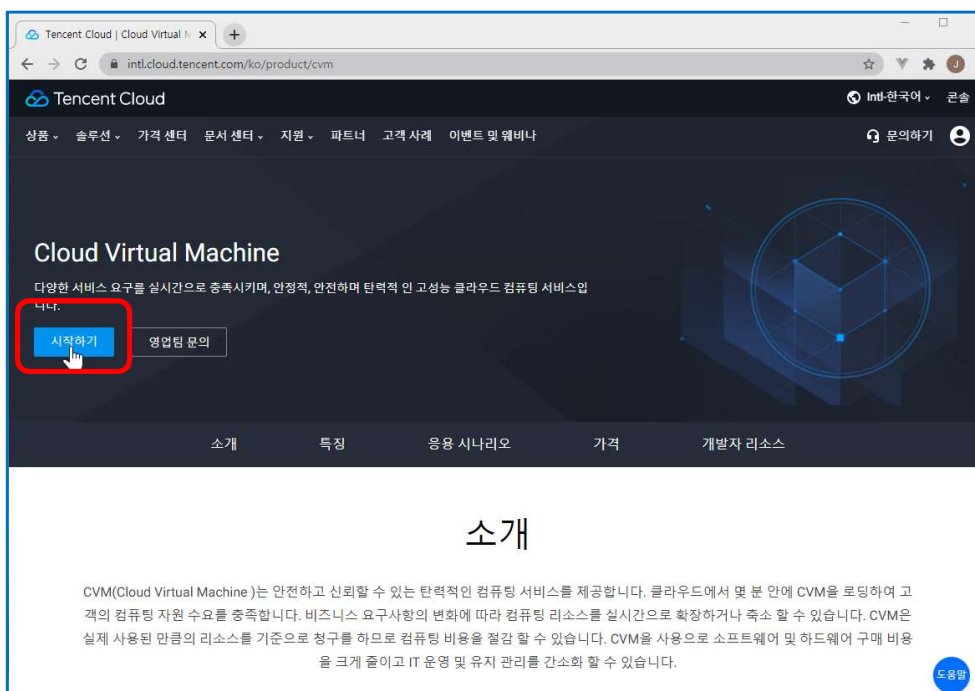 Tencent Cloud | Cloud Virtual M
intl.cloud.tencent.com/ko/product/cvm
J
Tencent Cloud
Intl-한국어
콘솔
상품 솔루션 가격 센터 문서 센터 지원 파트너 고객 사례 이벤트 및 웨비나
문의하기
Cloud Virtual Machine
다양한 서비스 요구를 실시간으로 충족시키며, 안정적, 안전하며 탄력적 인 고성능 클라우드 컴퓨팅 서비스입
니다.
시작하기 영업팀 문의
소개 특징 응용 시나리오 가격 개발자 리소스
소개
CVM(Cloud Virtual Machine )는 안전하고 신뢰할 수 있는 탄력적인 컴퓨팅 서비스를 제공합니다. 클라우드에서 몇 분 안에 CVM을 로딩하여 고
객의 컴퓨팅 자원 수요를 충족합니다. 비즈니스 요구사항의 변화에 따라 컴퓨팅 리소스를 실시간으로 확장하거나 축소 할 수 있습니다. CVM은
실제 사용된 만큼의 리소스를 기준으로 청구를 하므로 컴퓨팅 비용을 절감 할 수 있습니다. CVM을 사용으로 소프트웨어 및 하드웨어 구매 비용
을 크게 줄이고 IT 운영 및 유지 관리를 간소화 할 수 있습니다.
도움말